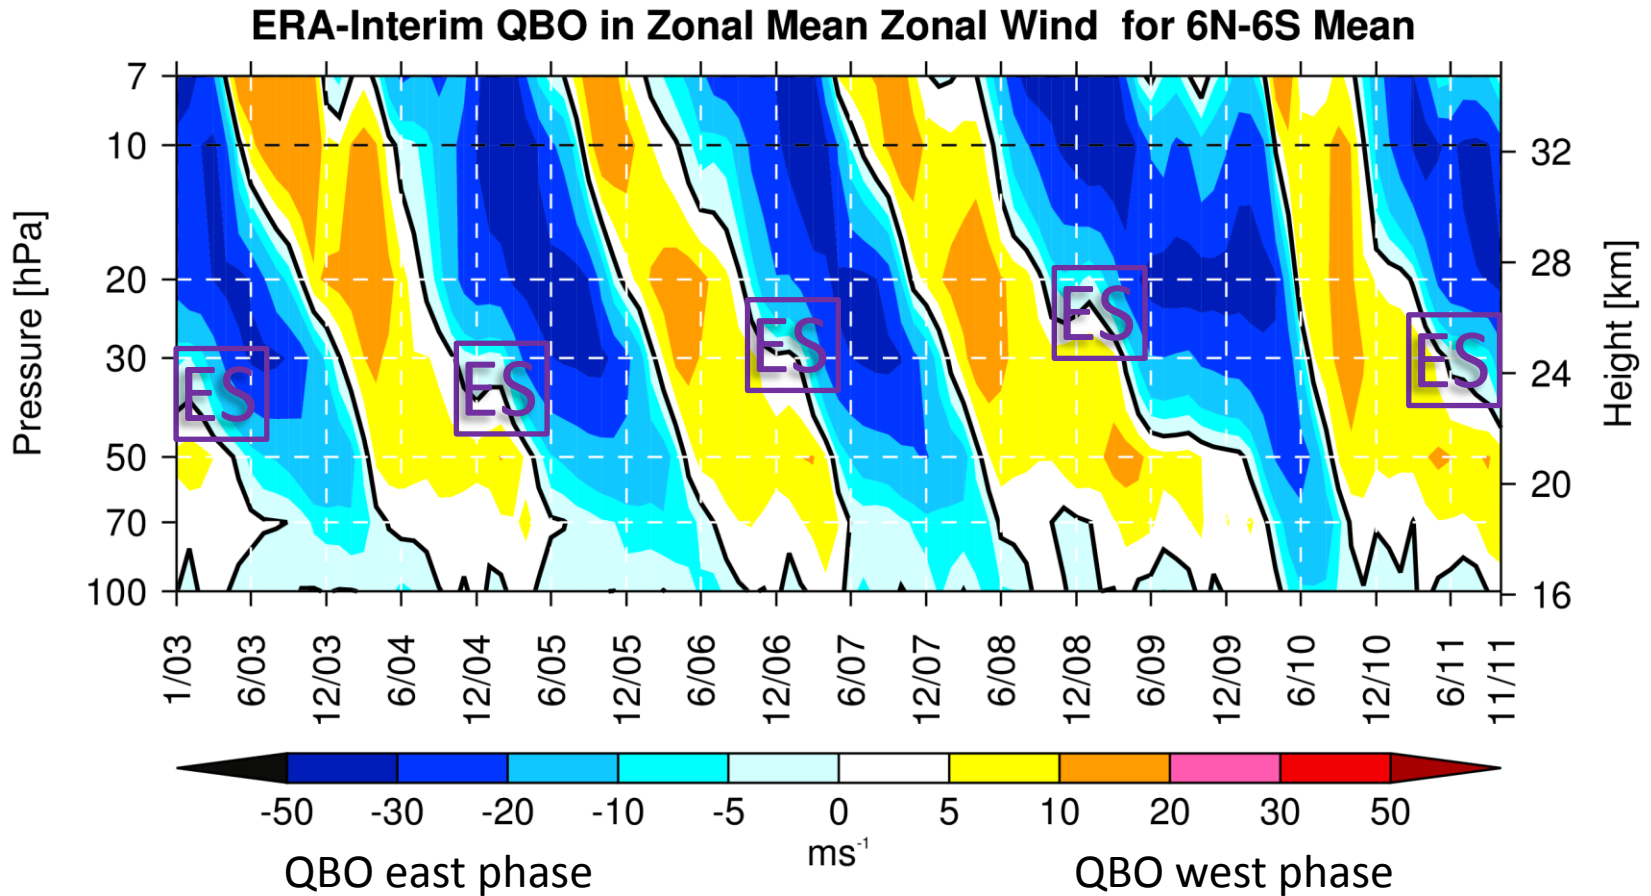 ERA-Interim QBO in Zonal Mean Zonal Wind for 6N-6S Mean
Pressure [hPa]
7
10
20
30
50
70
100
ES
ES
ES
ES
ES
32
28
24
20
16
Height [km]
1/03 6/03 12/03 6/04 12/04 6/05 12/05 6/06 12/06 6/07 12/07 6/08 12/08 6/09 12/09 6/10 12/10 6/11 11/11
-50 -30 -20 -10 -5 0 5 10 20 30 50
ms⁻¹
QBO east phase
QBO west phase